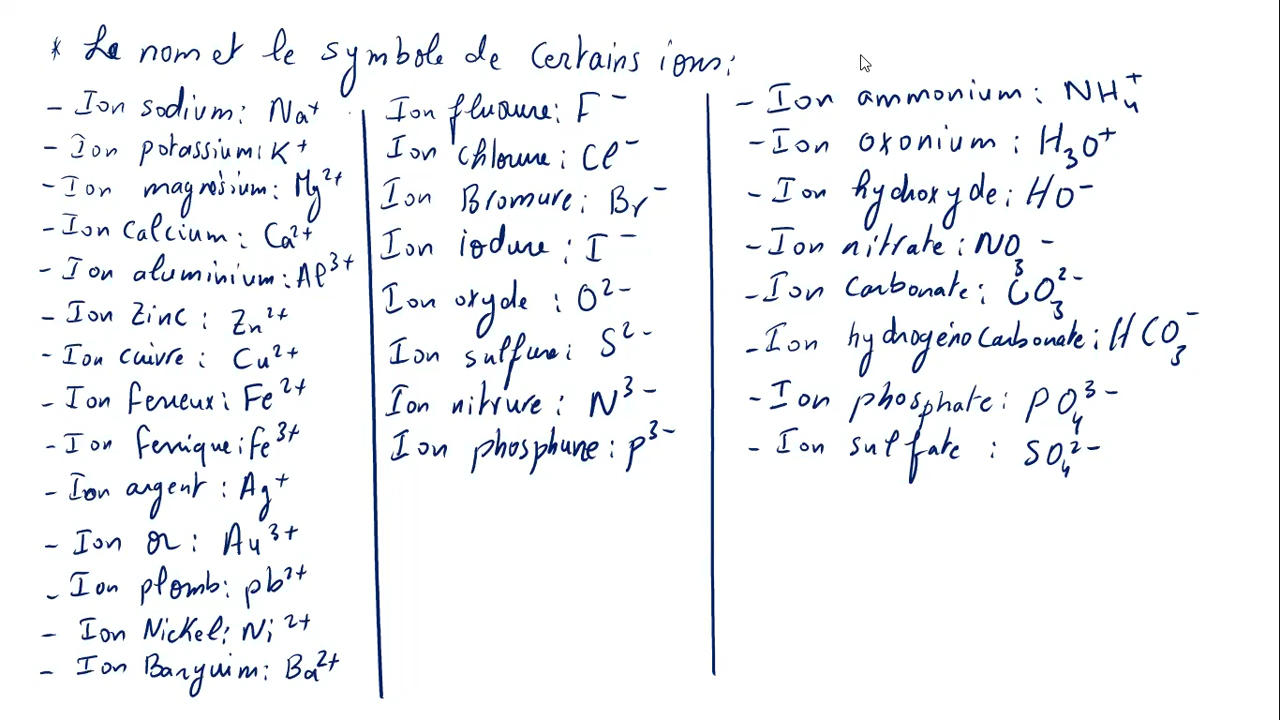 * Le nom et le symbole de certains ions:
- Ion sodium: Na⁺
- Ion potassium: K⁺
- Ion magnésium: Mg²⁺
- Ion Calcium: Ca²⁺
- Ion aluminium: Al³⁺
- Ion Zinc: Zn²⁺
- Ion cuivre: Cu²⁺
- Ion ferreux: Fe²⁺
- Ion ferrique: fe³⁺
- Ion argent: Ag⁺
- Ion or: Au³⁺
- Ion plomb: pb²⁺
- Ion Nickel: Ni²⁺
- Ion Baryuim: Ba²⁺
Ion fluorure: F⁻
Ion chlorure: Cl⁻
Ion Bromure: Br⁻
Ion iodure: I⁻
Ion oxyde: O²⁻
Ion sulfure: S²⁻
Ion nitrure: N³⁻
Ion phosphure: P³⁻
- Ion ammonium: NH₄⁺
- Ion oxonium: H₃O⁺
- Ion hydroxyde: HO⁻
- Ion nitrate: NO₃⁻
- Ion Carbonate: CO₃²⁻
- Ion hydrogéno carbonate: HCO₃⁻
- Ion phosphate: PO₄³⁻
- Ion sulfate: SO₄²⁻